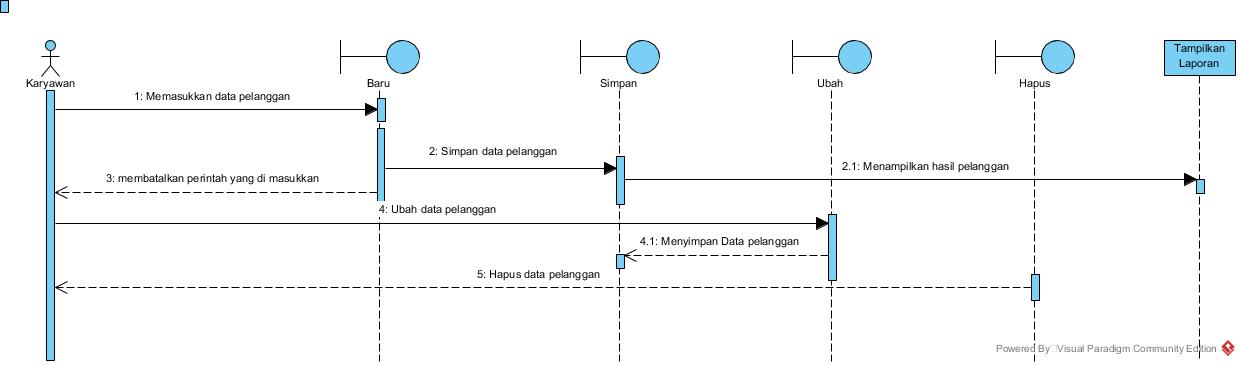 Karyawan
Baru
Simpan
Ubah
Hapus
Tampilkan
Laporan
1: Memasukkan data pelanggan
2: Simpan data pelanggan
2.1: Menampilkan hasil pelanggan
3: membatalkan perintah yang di masukkan
4: Ubah data pelanggan
4.1: Menyimpan Data pelanggan
5: Hapus data pelanggan
Powered By Visual Paradigm Community Edition